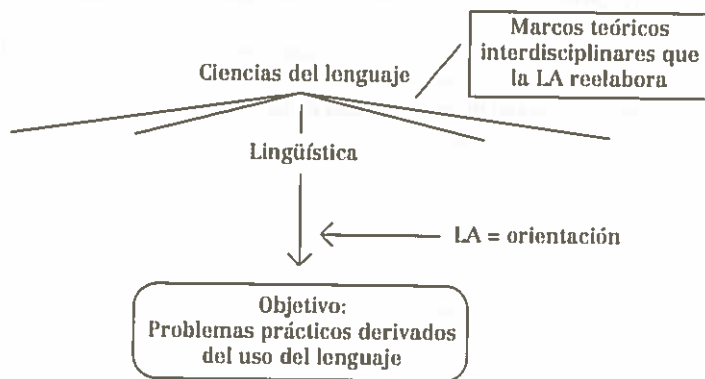 Marcos teóricos
interdisciplinares que
la LA reelabora
Ciencias del lenguaje
Lingüística
LA = orientación
Objetivo:
Problemas prácticos derivados
del uso del lenguaje